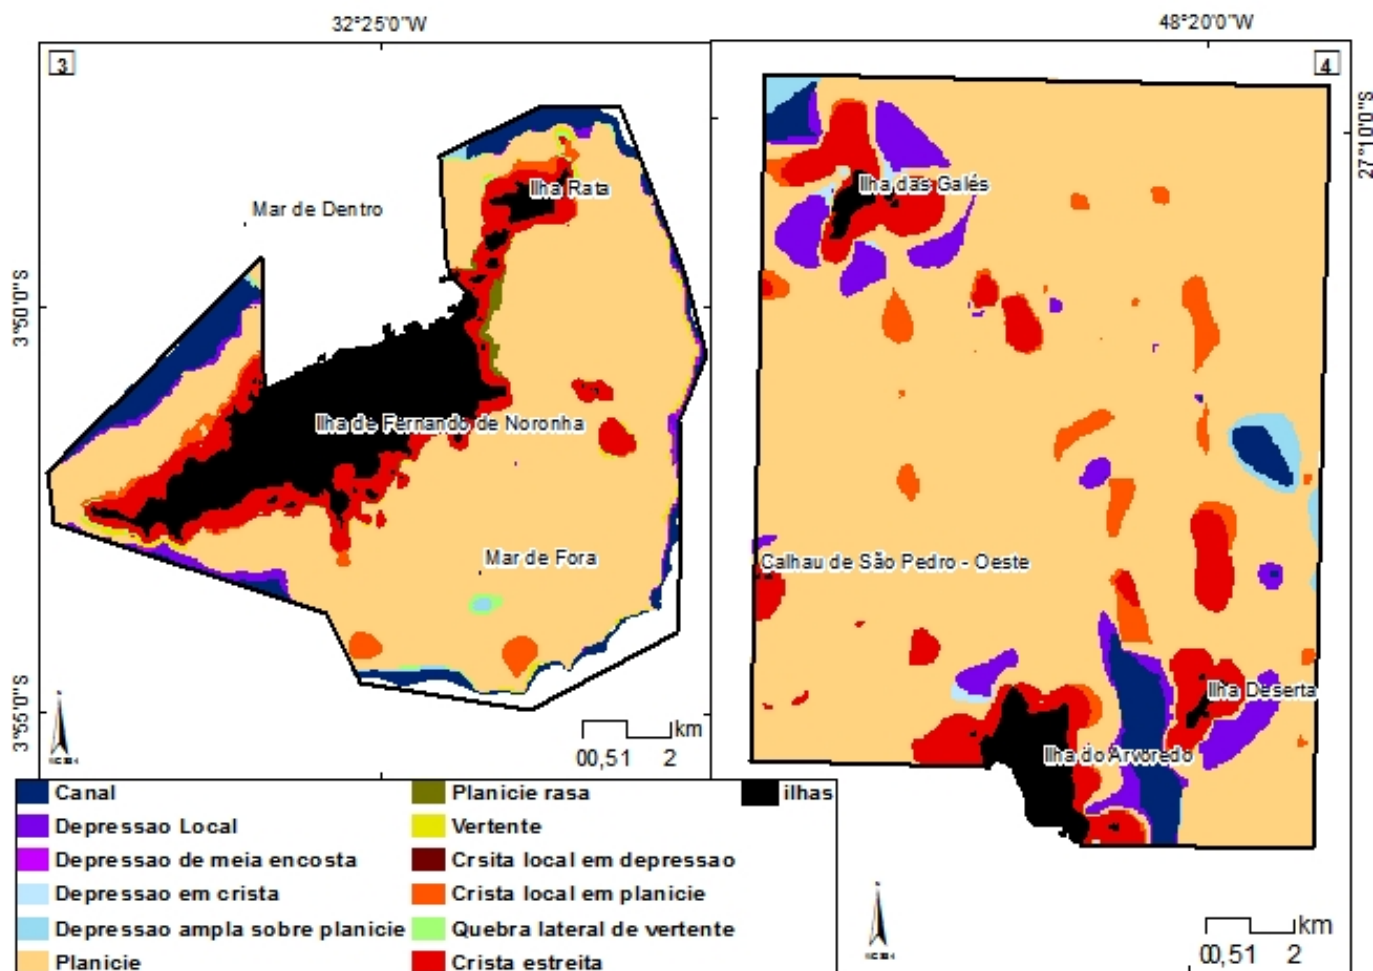 32°25'0"W
48°20'0"W
3
4
27°10'0"S
Ilha Rata
Ilha das Galés
Mar de Dentro
3°50'0"S
Ilha de Fernando de Noronha
Mar de Fora
Calhau de São Pedro - Oeste
Ilha Deserta
3°55'0"S
km
00,51 2
Ilha do Arvoredo
Canal
Depressao Local
Depressao de meia encosta
Depressao em crista
Depressao ampla sobre planicie
Planicie
Planicie rasa
Vertente
Crsita local em depressao
Crista local em planicie
Quebra lateral de vertente
Crista estreita
ilhas
km
00,51 2